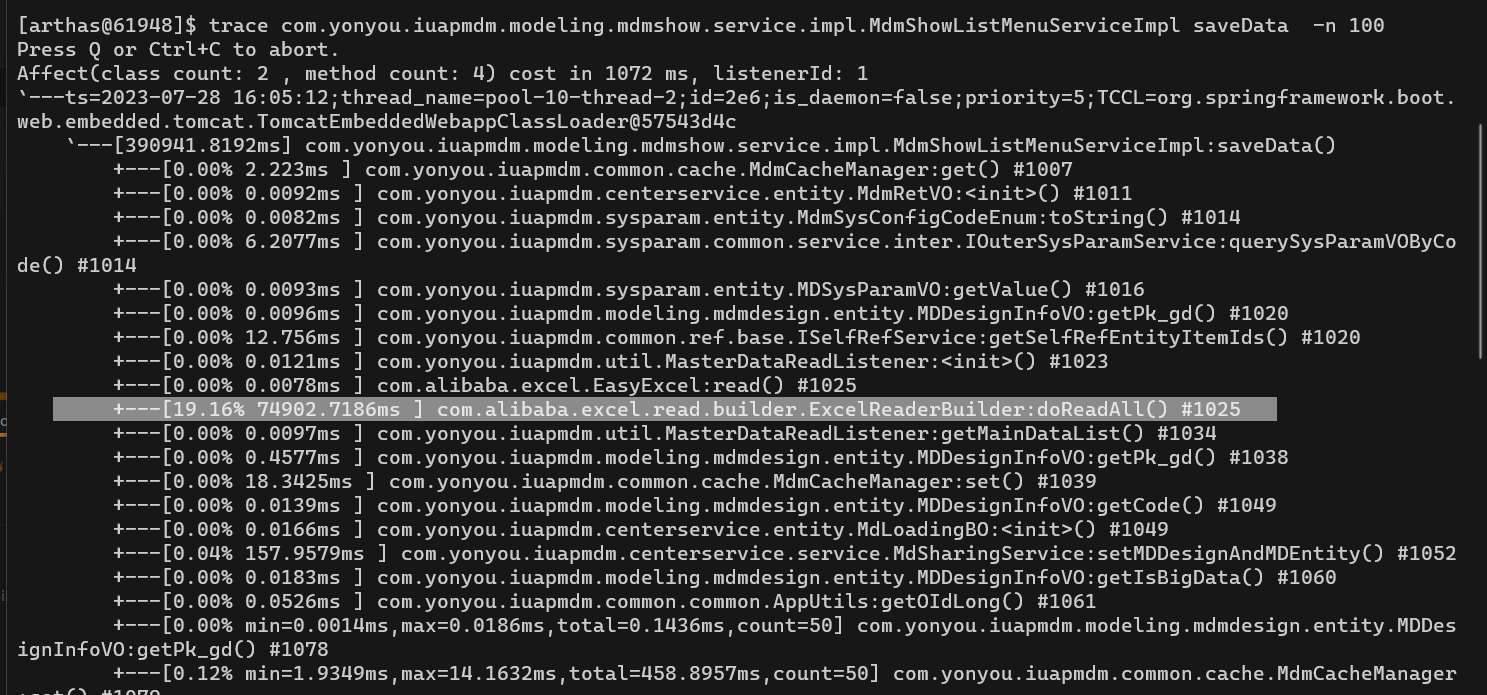 [arthas@61948]$ trace com.yonyou.iuapmdm.modeling.mdmshow.service.impl.MdmShowListMenuServiceImpl saveData  -n 100
Press Q or Ctrl+C to abort.
Affect(class count: 2 , method count: 4) cost in 1072 ms, listenerId: 1
`---ts=2023-07-28 16:05:12;thread_name=pool-10-thread-2;id=2e6;is_daemon=false;priority=5;TCCL=org.springframework.boot.
web.embedded.tomcat.TomcatEmbeddedWebappClassLoader@57543d4c
    `---[390941.8192ms] com.yonyou.iuapmdm.modeling.mdmshow.service.impl.MdmShowListMenuServiceImpl:saveData()
        +---[0.00% 2.223ms ] com.yonyou.iuapmdm.common.cache.MdmCacheManager:get() #1007
        +---[0.00% 0.0092ms ] com.yonyou.iuapmdm.centerservice.entity.MdmRetVO:<init>() #1011
        +---[0.00% 0.0082ms ] com.yonyou.iuapmdm.sysparam.entity.MdmSysConfigCodeEnum:toString() #1014
        +---[0.00% 6.2077ms ] com.yonyou.iuapmdm.sysparam.common.service.inter.IOuterSysParamService:querySysParamVOByCo
de() #1014
        +---[0.00% 0.0093ms ] com.yonyou.iuapmdm.sysparam.entity.MDSysParamVO:getValue() #1016
        +---[0.00% 0.0096ms ] com.yonyou.iuapmdm.modeling.mdmdesign.entity.MDDesignInfoVO:getPk_gd() #1020
        +---[0.00% 12.756ms ] com.yonyou.iuapmdm.common.ref.base.ISelfRefService:getSelfRefEntityItemIds() #1020
        +---[0.00% 0.0121ms ] com.yonyou.iuapmdm.util.MasterDataReadListener:<init>() #1023
        +---[0.00% 0.0078ms ] com.alibaba.excel.EasyExcel:read() #1025
        +---[19.16% 74902.7186ms ] com.alibaba.excel.read.builder.ExcelReaderBuilder:doReadAll() #1025
        +---[0.00% 0.0097ms ] com.yonyou.iuapmdm.util.MasterDataReadListener:getMainDataList() #1034
        +---[0.00% 0.4577ms ] com.yonyou.iuapmdm.modeling.mdmdesign.entity.MDDesignInfoVO:getPk_gd() #1038
        +---[0.00% 18.3425ms ] com.yonyou.iuapmdm.common.cache.MdmCacheManager:set() #1039
        +---[0.00% 0.0139ms ] com.yonyou.iuapmdm.modeling.mdmdesign.entity.MDDesignInfoVO:getCode() #1049
        +---[0.00% 0.0166ms ] com.yonyou.iuapmdm.centerservice.entity.MdLoadingBO:<init>() #1049
        +---[0.04% 157.9579ms ] com.yonyou.iuapmdm.centerservice.service.MdSharingService:setMDDesignAndMDEntity() #1052
        +---[0.00% 0.0183ms ] com.yonyou.iuapmdm.modeling.mdmdesign.entity.MDDesignInfoVO:getIsBigData() #1060
        +---[0.00% 0.0526ms ] com.yonyou.iuapmdm.common.common.AppUtils:getOIdLong() #1061
        +---[0.00% min=0.0014ms,max=0.0186ms,total=0.1436ms,count=50] com.yonyou.iuapmdm.modeling.mdmdesign.entity.MDDes
ignInfoVO:getPk_gd() #1078
        +---[0.12% min=1.9349ms,max=14.1632ms,total=458.8957ms,count=50] com.yonyou.iuapmdm.common.cache.MdmCacheManager